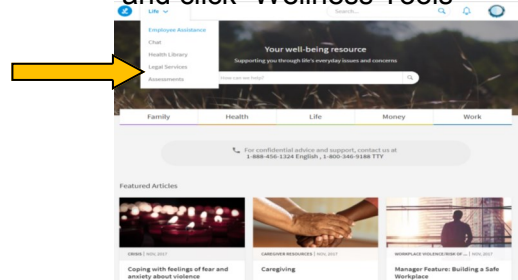 and click "Wellness Tools"
Life
Search...
Employee Assistance
Chat
Health Library
Legal Services
Assessments
Your well-being resource
Supporting you through life's everyday issues and concerns
How can we help?
Family
Health
Life
Money
Work
For confidential advice and support, contact us at
1-888-456-1324 English , 1-800-346-9188 TTY
Featured Articles
CRISIS | NOV, 2017
Coping with feelings of fear and
anxiety about violence
CAREGIVER RESOURCES | NOV, 2017
Caregiving
WORKPLACE VIOLENCE/RISK OF ... | NOV, 2017
Manager Feature: Building a Safe
Workplace